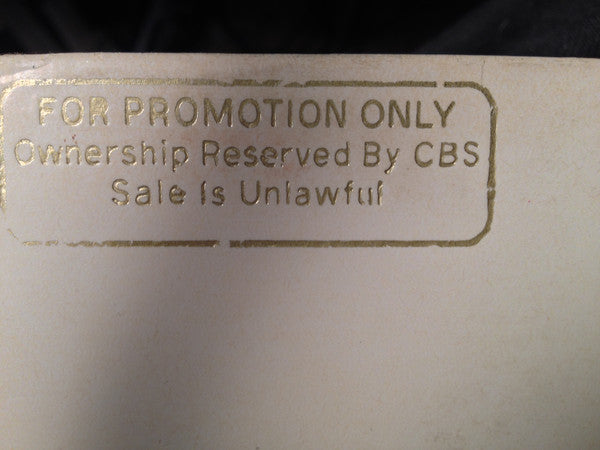 FOR PROMOTION ONLY
Ownership Reserved By CBS
Sale Is Unlawful